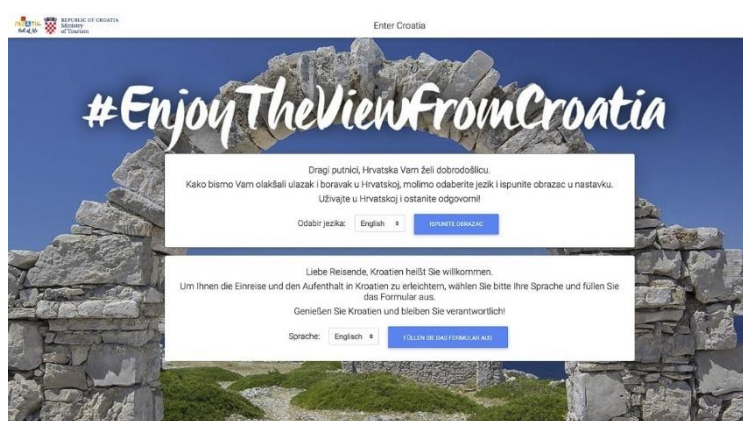 REPUBLIC OF CROATIA
Ministry
of Tourism
Enter Croatia
#EnjoyTheViewFromCroatia
Dragi putnici, Hrvatska Vam želi dobrodošlicu.
Kako bismo Vam olakšali ulazak i boravak u Hrvatskoj, molimo odaberite jezik i ispunite obrazac u nastavku.
Uživajte u Hrvatskoj i ostanite odgovorni!
Odabir jezika: English ISPUNITE OBRAZAC
Liebe Reisende, Kroatien heißt Sie willkommen.
Um Ihnen die Einreise und den Aufenthalt in Kroatien zu erleichtern, wählen Sie bitte Ihre Sprache und füllen Sie
das Formular aus.
Genießen Sie Kroatien und bleiben Sie verantwortlich!
Sprache: Englisch FÜLLEN SIE DAS FORMULAR AUS